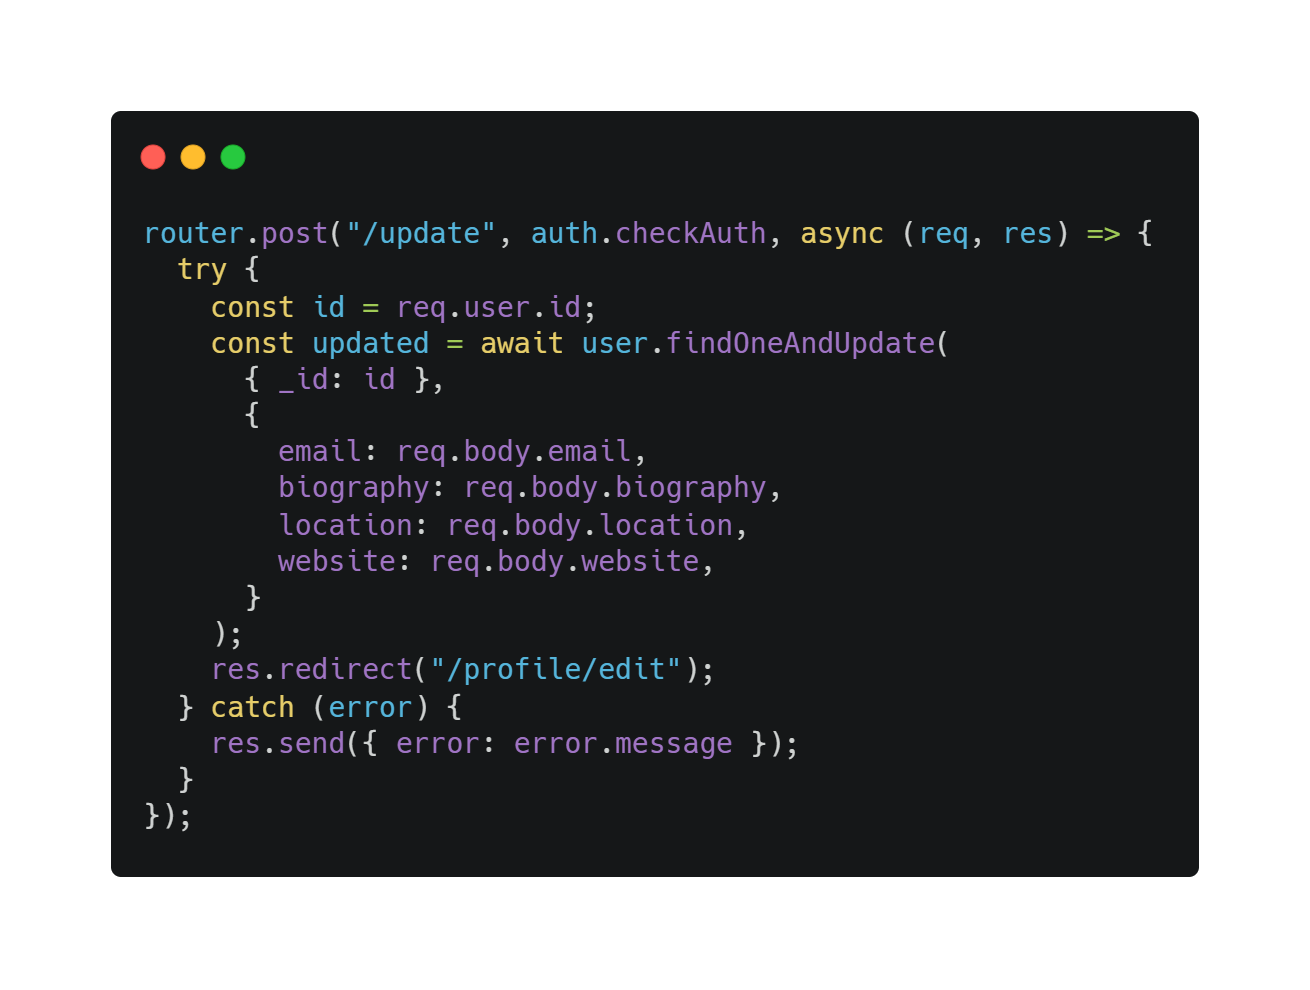 router.post("/update", auth.checkAuth, async (req, res) => {
  try {
    const id = req.user.id;
    const updated = await user.findOneAndUpdate(
      { _id: id },
      {
        email: req.body.email,
        biography: req.body.biography,
        location: req.body.location,
        website: req.body.website,
      }
    );
    res.redirect("/profile/edit");
  } catch (error) {
    res.send({ error: error.message });
  }
});